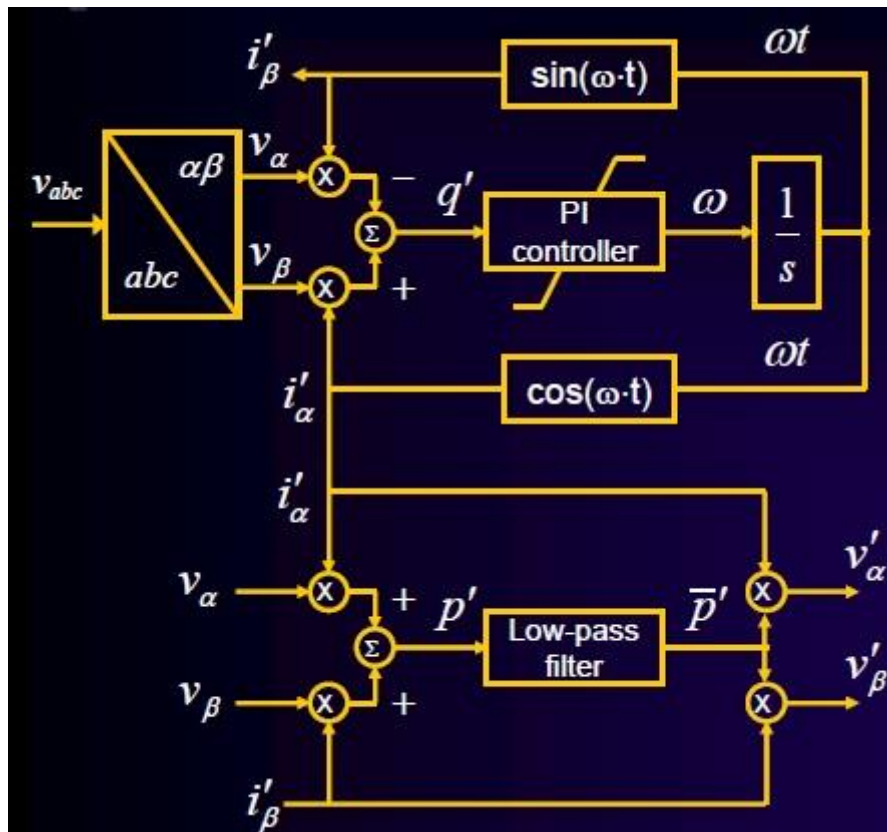 i′β
sin(ω·t)
ωt
vabc
αβ
abc
vα
X
−
Σ
q′
PI
controller
ω
1
s
vβ
X
+
i′α
cos(ω·t)
ωt
i′α
vα
X
+
Σ
p′
Low-pass
filter
p̅′
X
v′α
vβ
X
+
X
v′β
i′β